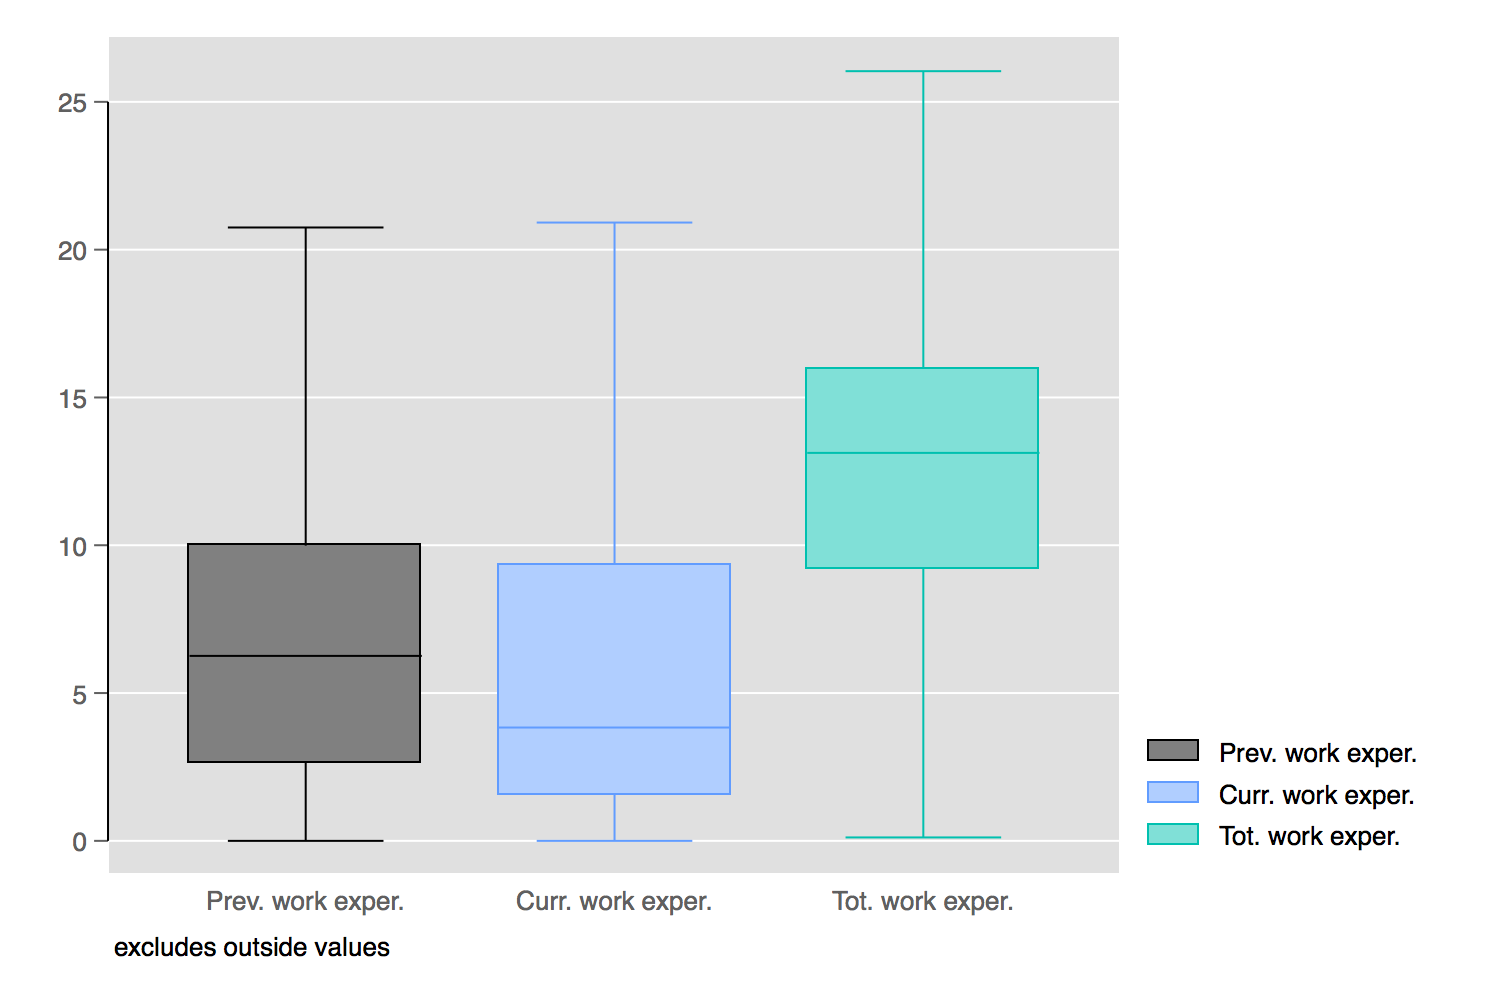 25
20
15
10
5
0
Prev. work exper.
Curr. work exper.
Tot. work exper.
Prev. work exper. Curr. work exper. Tot. work exper.
excludes outside values